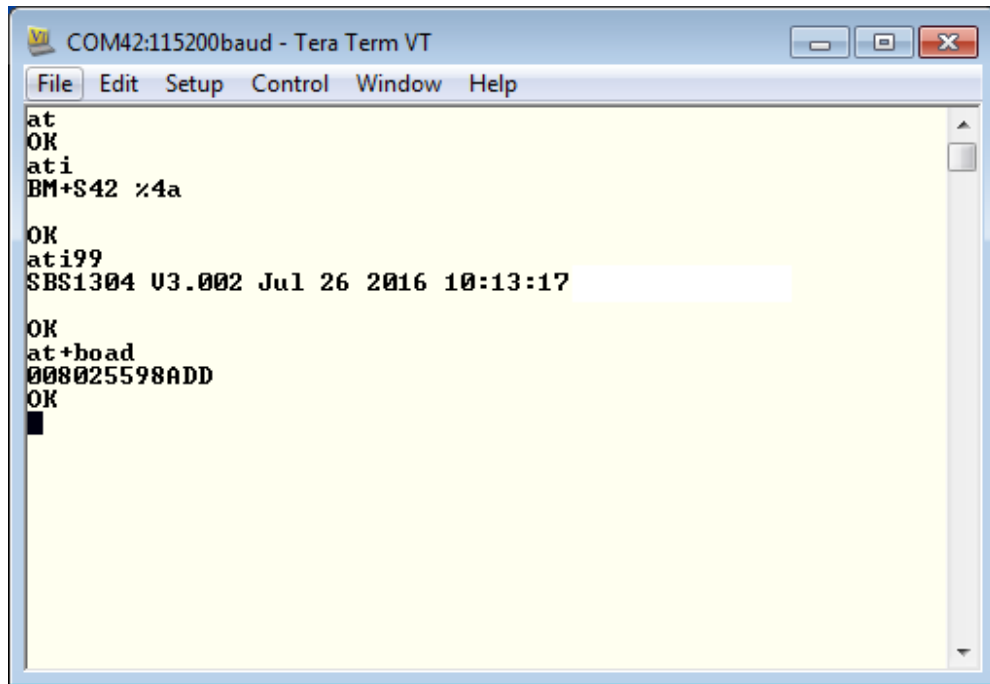 COM42:115200baud - Tera Term VT
File Edit Setup Control Window Help
at
OK
ati
BM+S42 %4a
OK
ati99
SBS1304 V3.002 Jul 26 2016 10:13:17
OK
at+boad
008025598ADD
OK